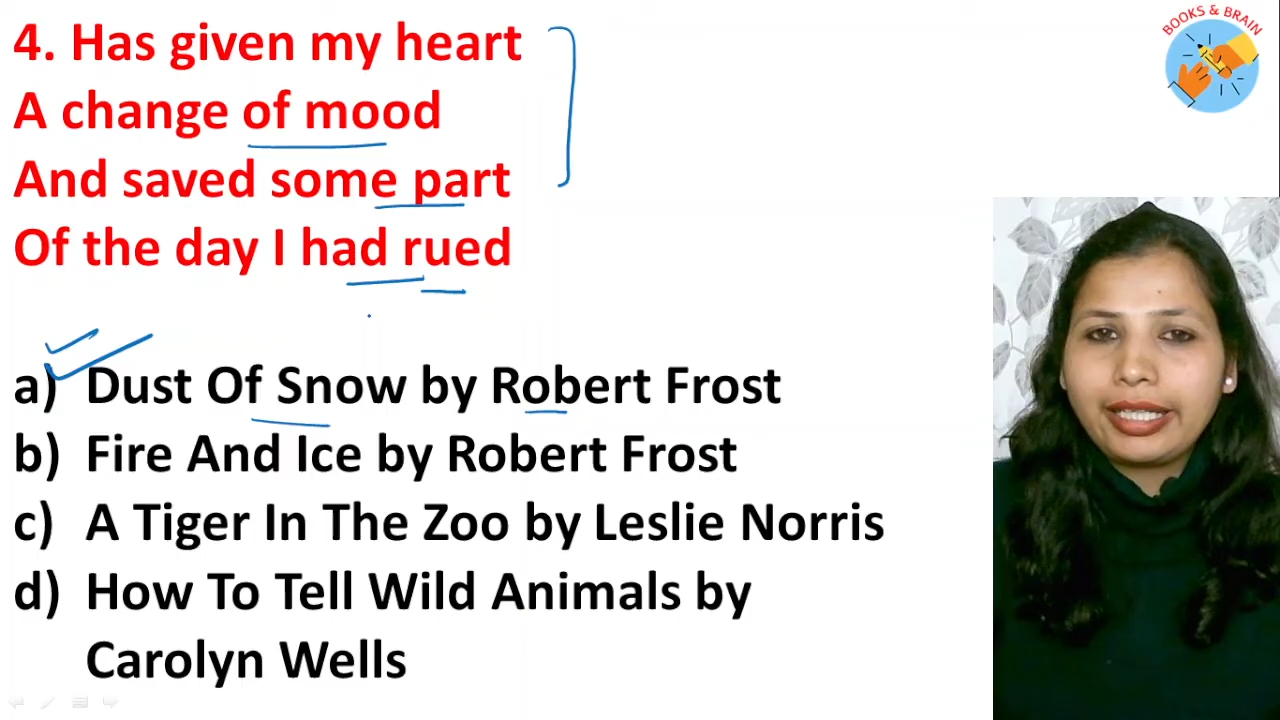 4. Has given my heart
A change of mood
And saved some part
Of the day I had rued
a) Dust Of Snow by Robert Frost
b) Fire And Ice by Robert Frost
c) A Tiger In The Zoo by Leslie Norris
d) How To Tell Wild Animals by
Carolyn Wells
BOOKS & BRAIN